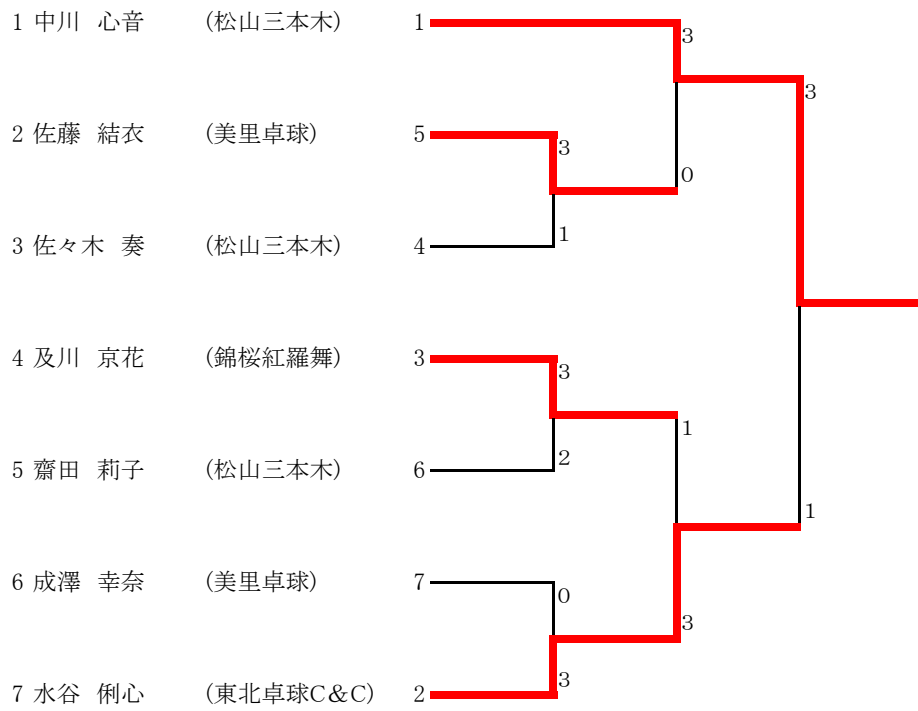 1 中川 心音 (松山三本木) 1
3
3
2 佐藤 結衣 (美里卓球) 5
3
0
3 佐々木 奏 (松山三本木) 4
1
4 及川 京花 (錦桜紅羅舞) 3
3
1
5 齋田 莉子 (松山三本木) 6
2
1
6 成澤 幸奈 (美里卓球) 7
0
3
7 水谷 俐心 (東北卓球C&C) 2
3